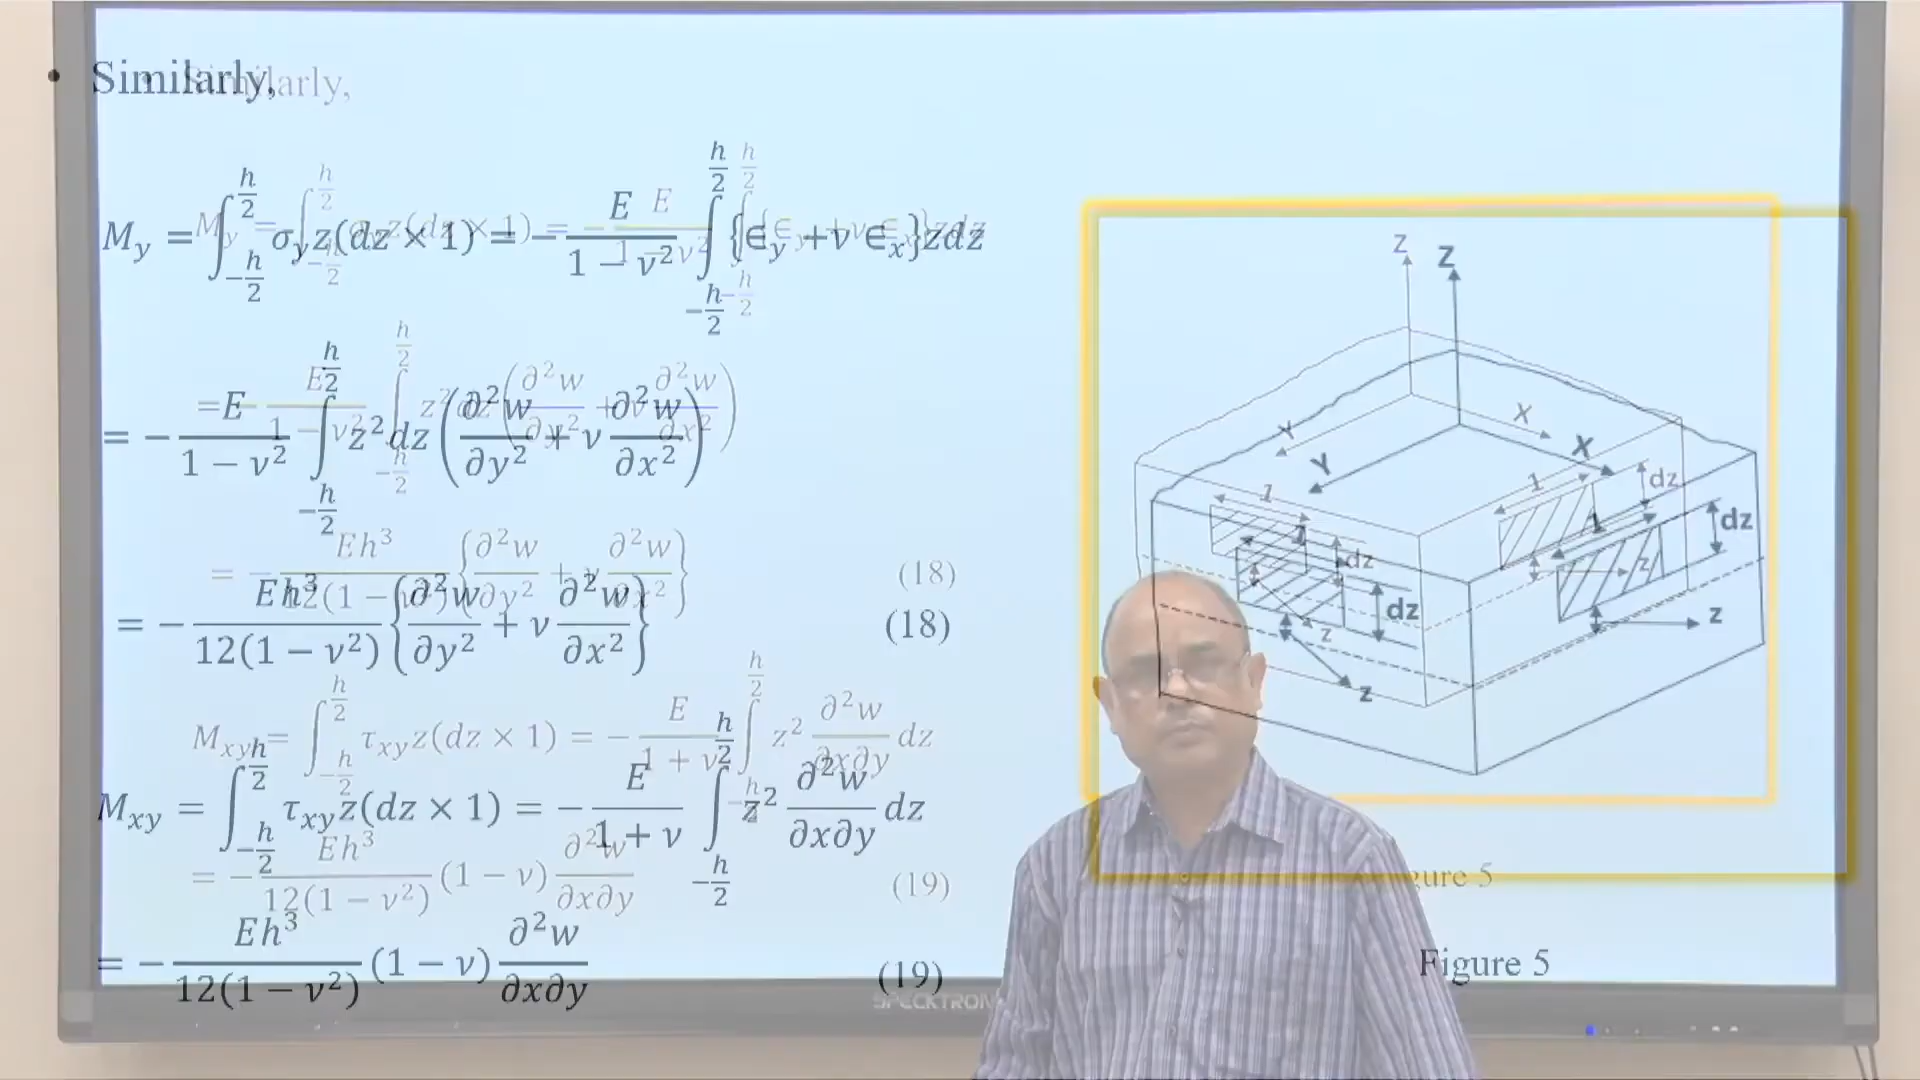 • Similarly,
M_y = ∫_{-h/2}^{h/2} σ_y z(dz × 1) = −E/(1 − ν²) ∫_{-h/2}^{h/2} {∈_y +ν ∈_x}zdz
= −E/(1 − ν²) ∫_{-h/2}^{h/2} z²dz (∂²w/∂y² + ν ∂²w/∂x²)
= −Eh³/(12(1 − ν²)) {∂²w/∂y² + ν ∂²w/∂x²} (18)
M_xy = ∫_{-h/2}^{h/2} τ_xy z(dz × 1) = −E/(1 + ν) ∫_{-h/2}^{h/2} z² ∂²w/∂x∂y dz
= −Eh³/(12(1 − ν²)) (1 − ν) ∂²w/∂x∂y (19)
Z
X
Y
1
dz
z
1
dz
z
Figure 5
SPECKTRON